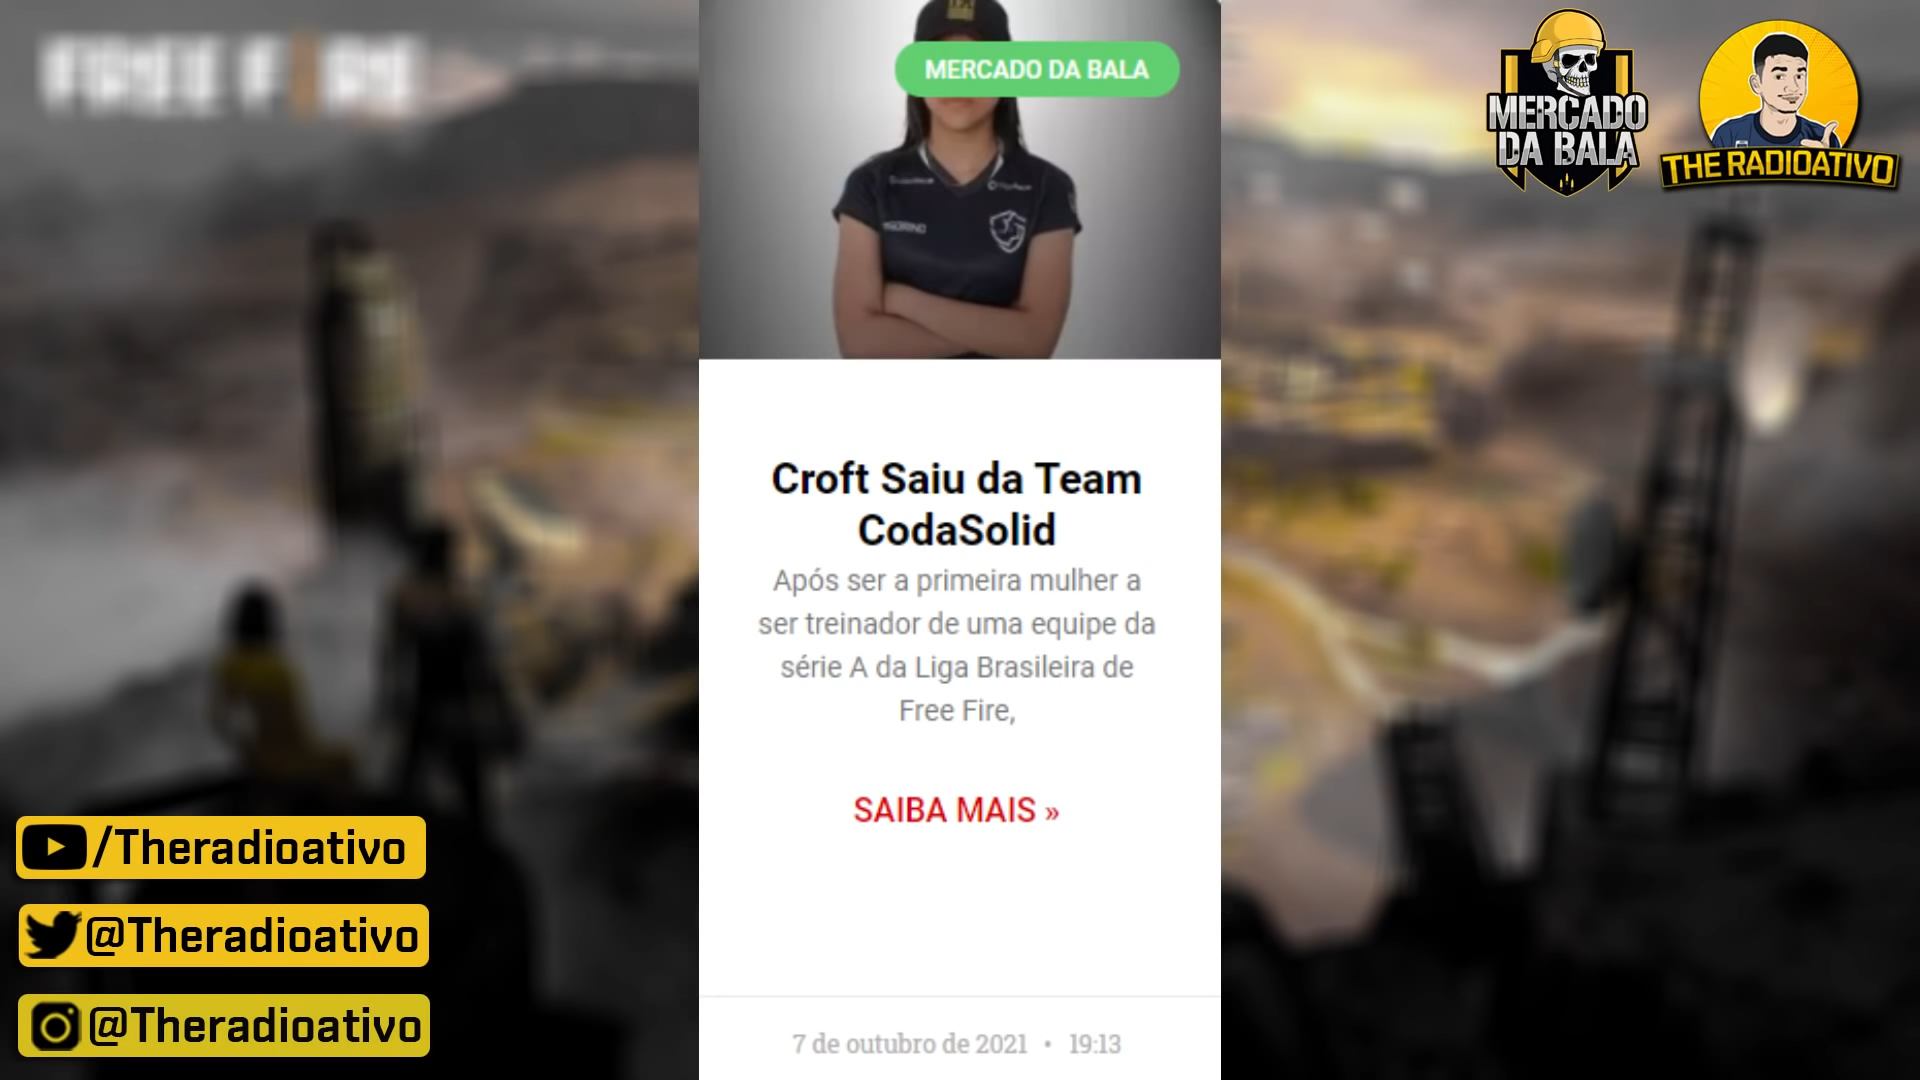 FREE FIRE
MERCADO DA BALA
MERCADO
DA BALA
THE RADIOATIVO
Croft Saiu da Team
CodaSolid
Após ser a primeira mulher a
ser treinador de uma equipe da
série A da Liga Brasileira de
Free Fire,
SAIBA MAIS »
/Theradioativo
@Theradioativo
@Theradioativo
7 de outubro de 2021 • 19:13